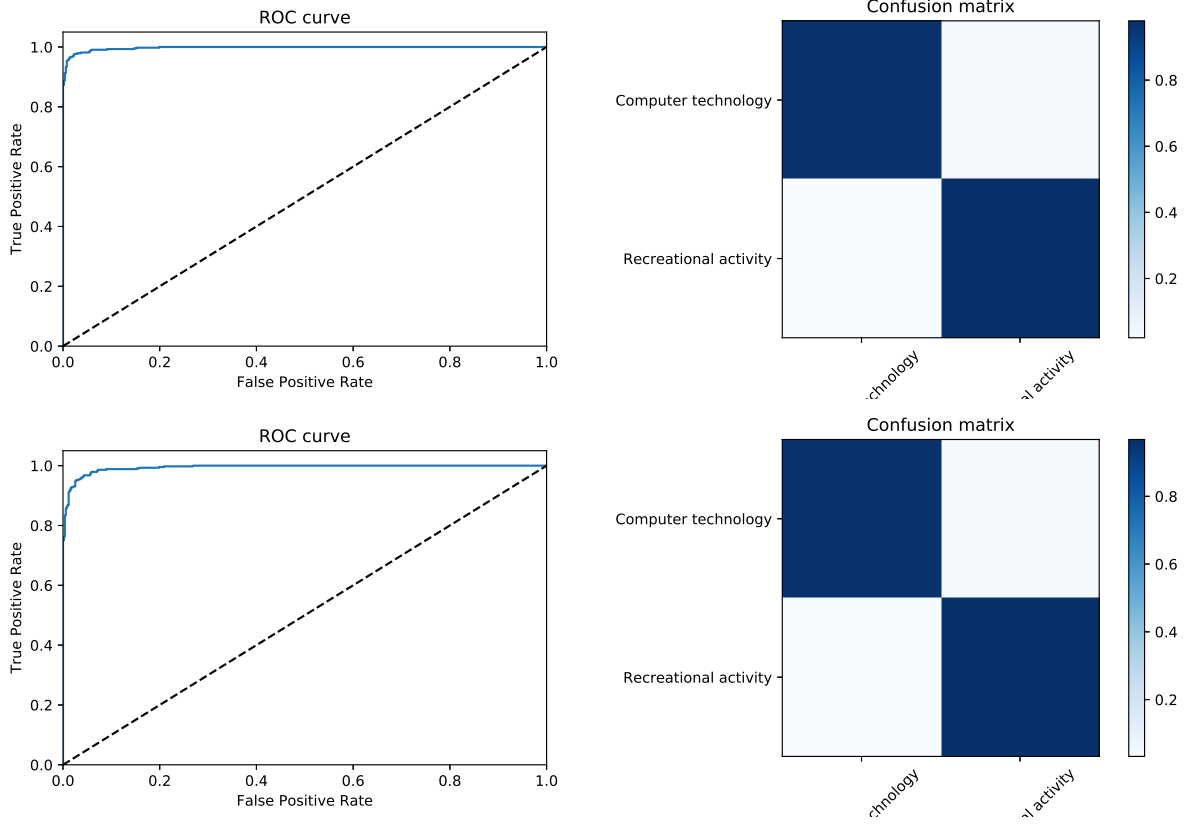 ROC curve
1.0
0.8
0.6
0.4
0.2
0.0
True Positive Rate
0.0 0.2 0.4 0.6 0.8 1.0
False Positive Rate
Confusion matrix
Computer technology
Recreational activity
chnology
al activity
0.8
0.6
0.4
0.2
ROC curve
1.0
0.8
0.6
0.4
0.2
0.0
True Positive Rate
0.0 0.2 0.4 0.6 0.8 1.0
False Positive Rate
Confusion matrix
Computer technology
Recreational activity
chnology
al activity
0.8
0.6
0.4
0.2